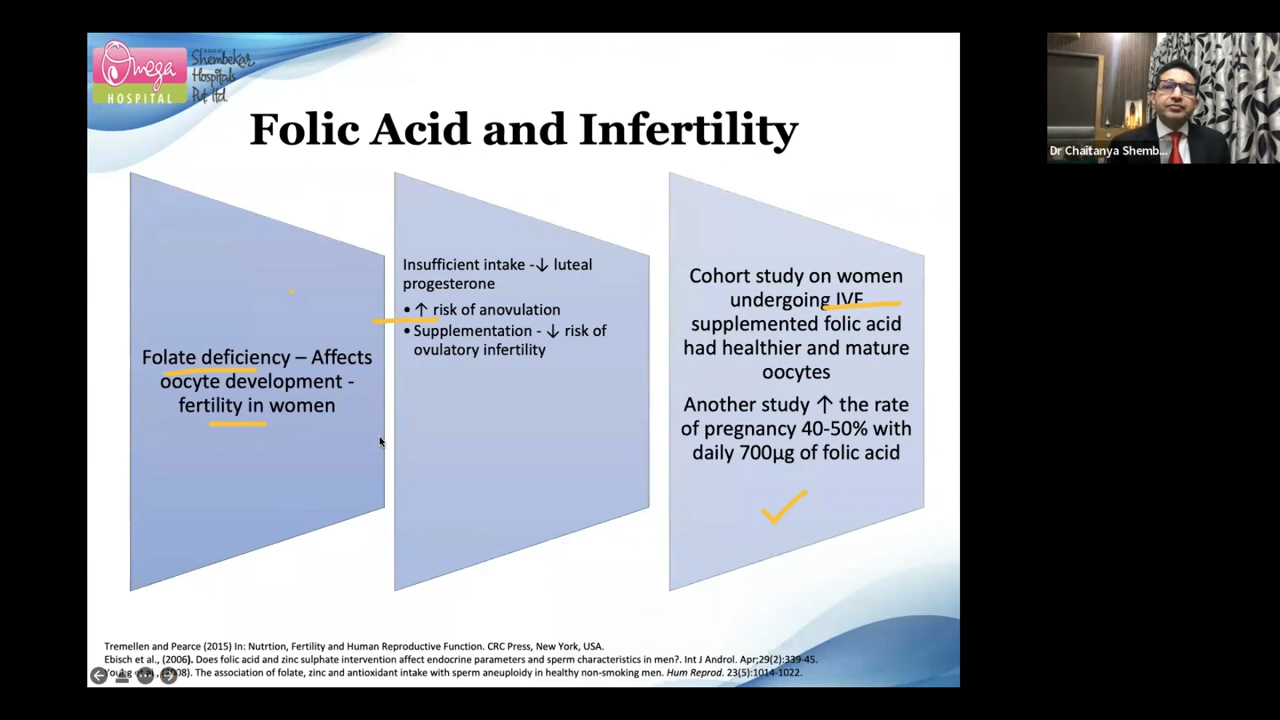 Omega
HOSPITAL
Shembekar
Hospitals
Pvt ltd.
Folic Acid and Infertility
Folate deficiency – Affects
oocyte development -
fertility in women
Insufficient intake -↓ luteal
progesterone
• ↑ risk of anovulation
• Supplementation - ↓ risk of
ovulatory infertility
Cohort study on women
undergoing IVF
supplemented folic acid
had healthier and mature
oocytes
Another study ↑ the rate
of pregnancy 40-50% with
daily 700µg of folic acid
Tremellen and Pearce (2015) In: Nutrtion, Fertility and Human Reproductive Function. CRC Press, New York, USA.
Ebisch et al., (2006). Does folic acid and zinc sulphate intervention affect endocrine parameters and sperm characteristics in men?. Int J Androl. Apr;29(2):339-45.
The association of folate, zinc and antioxidant intake with sperm aneuploidy in healthy non-smoking men. Hum Reprod. 23(5):1014-1022.
Dr Chaitanya Shemb...